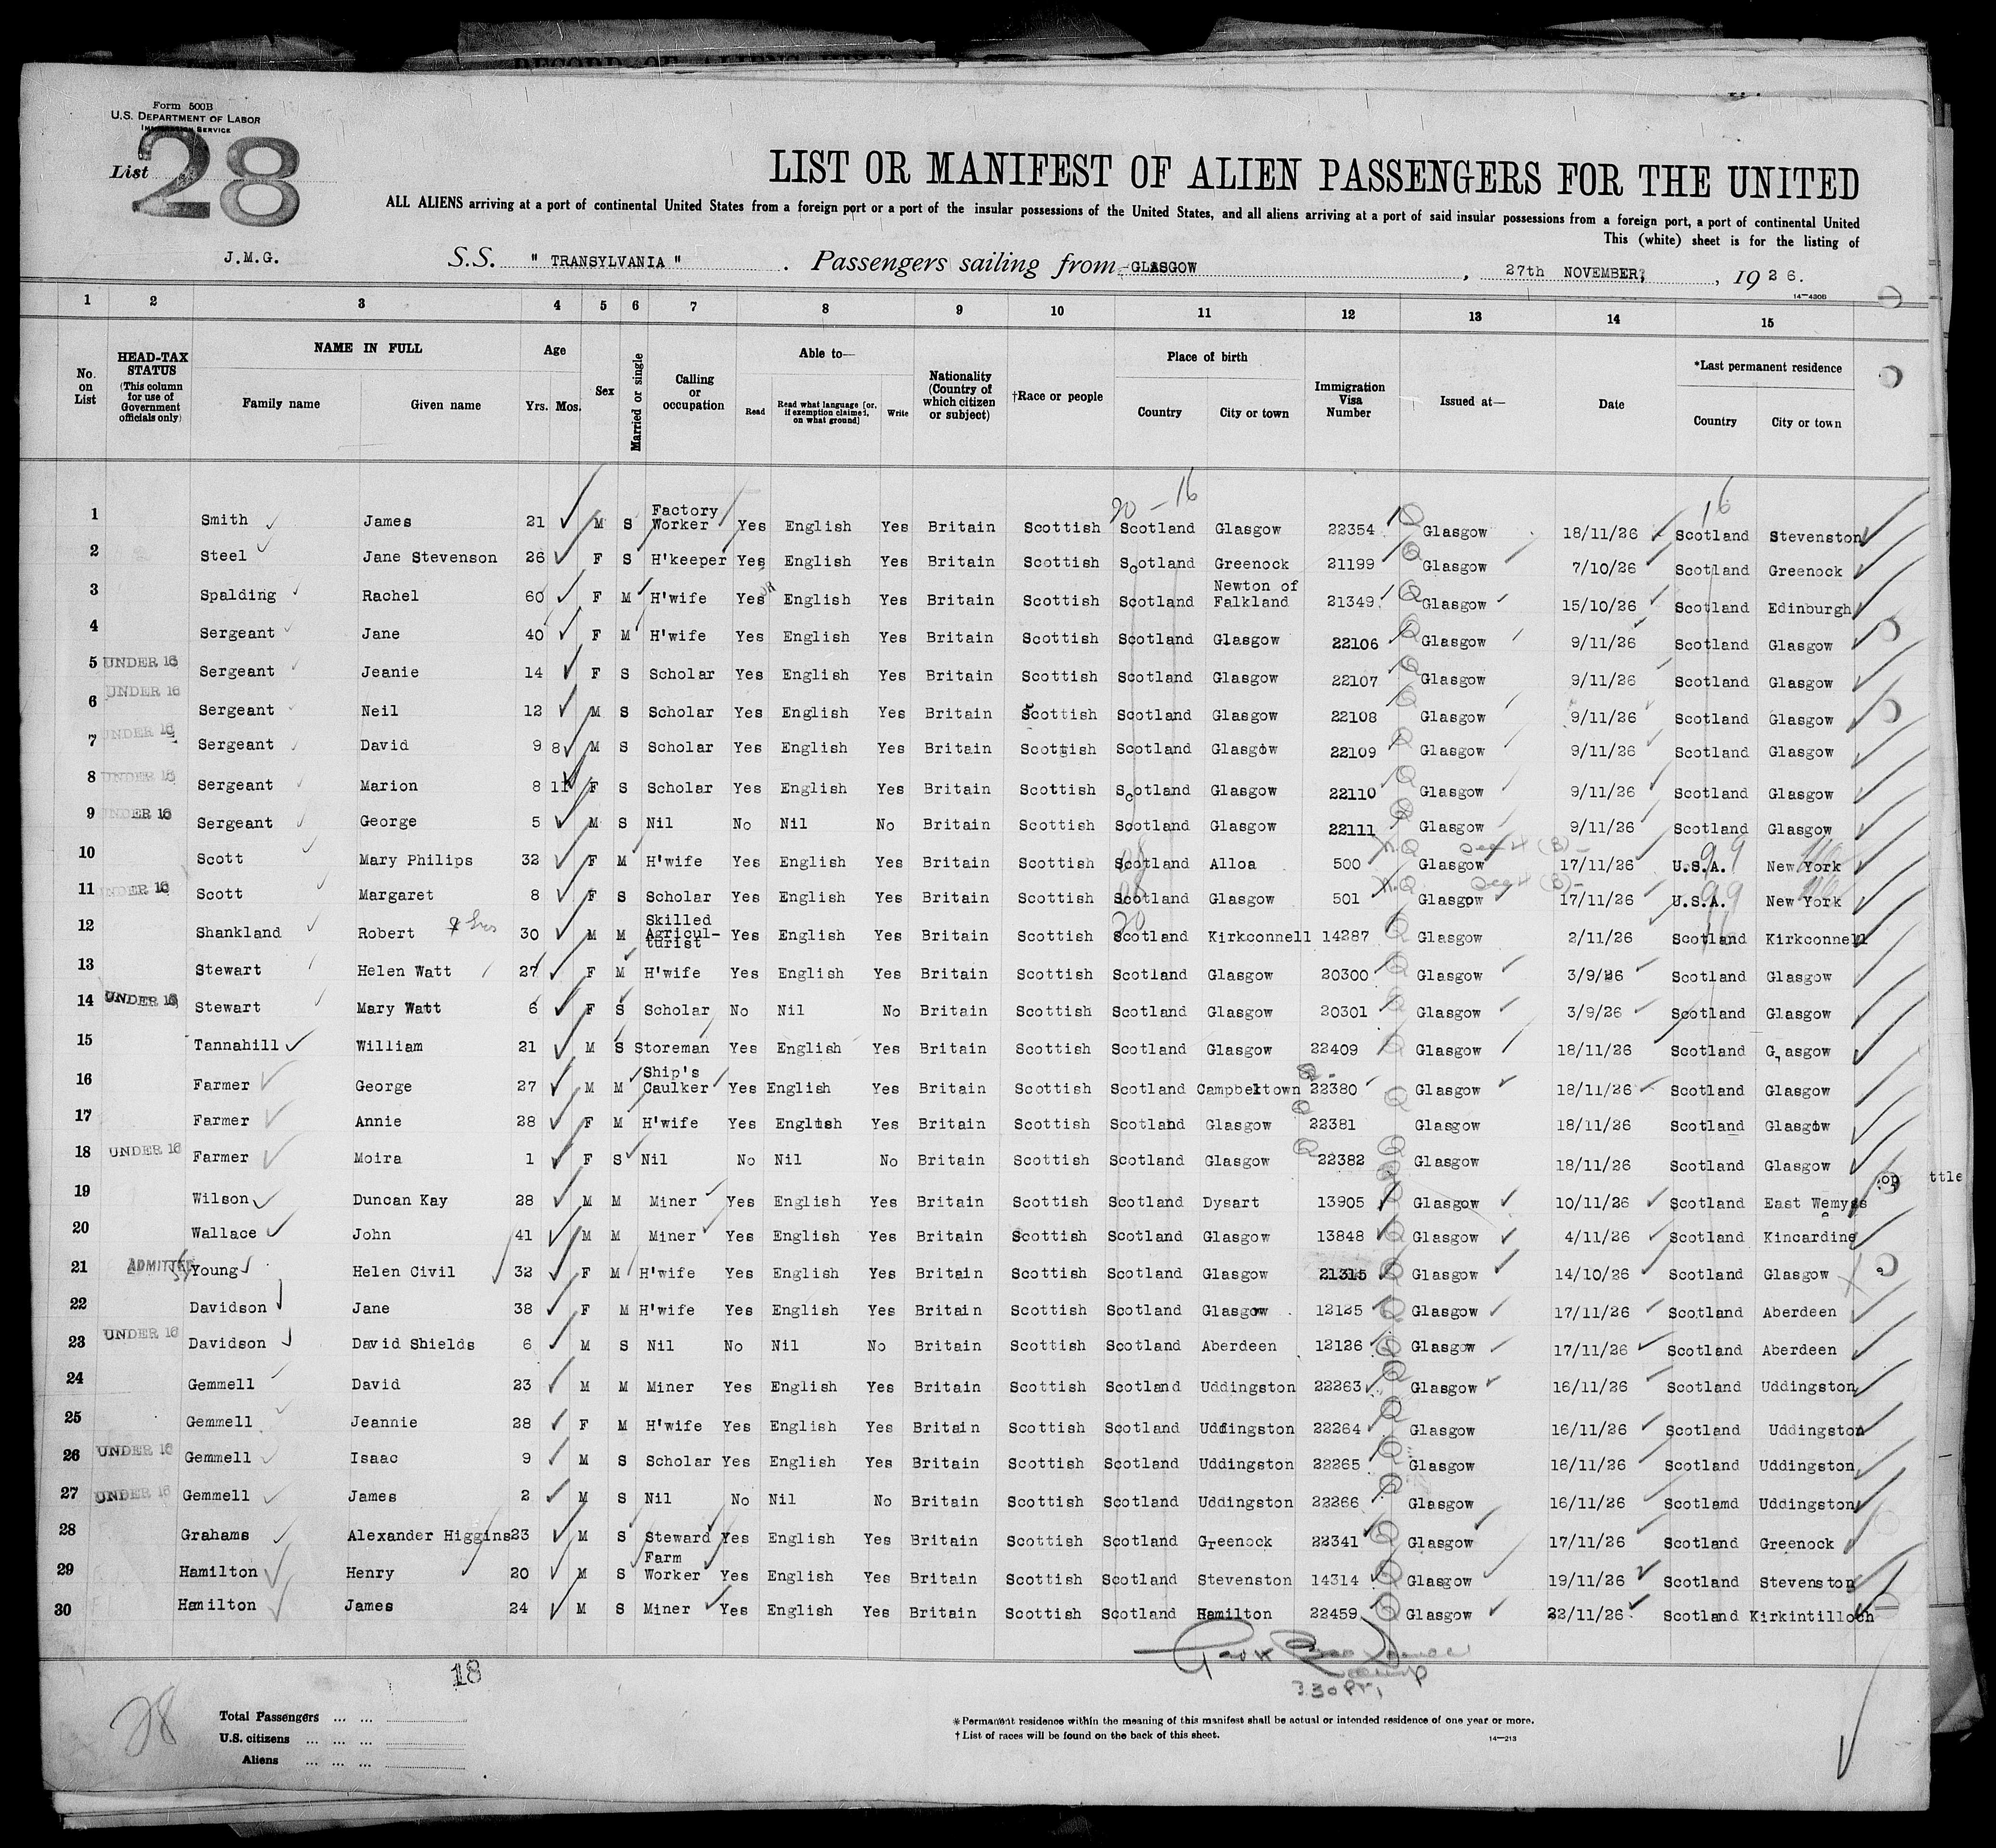 Form 500B
U.S. DEPARTMENT OF LABOR
IMMIGRATION SERVICE
List 28
LIST OR MANIFEST OF ALIEN PASSENGERS FOR THE UNITED
ALL ALIENS arriving at a port of continental United States from a foreign port or a port of the insular possessions of the United States, and all aliens arriving at a port of said insular possessions from a foreign port, a port of continental United
This (white) sheet is for the listing of
J.M.G. S.S. " TRANSYLVANIA " . Passengers sailing from GLASGOW , 27th NOVEMBER, , 1926.
14—430B
1 2 3 4 5 6 7 8 9 10 11 12 13 14 15
No. on List HEAD-TAX STATUS (This column for use of Government officials only) NAME IN FULL Family name Given name Age Yrs. Mos. Sex Married or single Calling or occupation Able to— Read Read what language [or, if exemption claimed, on what ground] Write Nationality (Country of which citizen or subject) †Race or people Place of birth Country City or town Immigration Visa Number Issued at— Date *Last permanent residence Country City or town
20 - 16 16
1 Smith James 21 M S Factory Worker Yes English Yes Britain Scottish Scotland Glasgow 22354 Glasgow 18/11/26 Scotland Stevenston
2 Steel Jane Stevenson 26 F S H'keeper Yes English Yes Britain Scottish Scotland Greenock 21199 Glasgow 7/10/26 Scotland Greenock
3 Spalding Rachel 60 F M H'wife Yes English Yes Britain Scottish Scotland Newton of Falkland 21349 Glasgow 15/10/26 Scotland Edinburgh
4 Sergeant Jane 40 F M H'wife Yes English Yes Britain Scottish Scotland Glasgow 22106 Glasgow 9/11/26 Scotland Glasgow
5 UNDER 16 Sergeant Jeanie 14 F S Scholar Yes English Yes Britain Scottish Scotland Glasgow 22107 Glasgow 9/11/26 Scotland Glasgow
6 UNDER 16 Sergeant Neil 12 M S Scholar Yes English Yes Britain Scottish Scotland Glasgow 22108 Glasgow 9/11/26 Scotland Glasgow
7 UNDER 16 Sergeant David 9 8 M S Scholar Yes English Yes Britain Scottish Scotland Glasgow 22109 Glasgow 9/11/26 Scotland Glasgow
8 UNDER 16 Sergeant Marion 8 11 F S Scholar Yes English Yes Britain Scottish Scotland Glasgow 22110 Glasgow 9/11/26 Scotland Glasgow
9 UNDER 16 Sergeant George 5 M S Nil No Nil No Britain Scottish Scotland Glasgow 22111 Glasgow 9/11/26 Scotland Glasgow
10 Scott Mary Philips 32 F M H'wife Yes English Yes Britain Scottish Scotland Alloa 500 N.Q Glasgow 17/11/26 U.S.A. 99 New York
11 UNDER 16 Scott Margaret 8 F S Scholar Yes English Yes Britain Scottish Scotland Glasgow 501 N.Q Glasgow 17/11/26 U.S.A. 99 New York
12 Shankland Robert 30 M M Skilled Agricul-turist Yes English Yes Britain Scottish 20 Scotland Kirkconnell 14287 Glasgow 2/11/26 Scotland Kirkconnell
13 Stewart Helen Watt 27 F M H'wife Yes English Yes Britain Scottish Scotland Glasgow 20300 Glasgow 3/9/26 Scotland Glasgow
14 UNDER 16 Stewart Mary Watt 6 F S Scholar No Nil No Britain Scottish Scotland Glasgow 20301 Glasgow 3/9/26 Scotland Glasgow
15 Tannahill William 21 M S Storeman Yes English Yes Britain Scottish Scotland Glasgow 22409 Glasgow 18/11/26 Scotland Glasgow
16 Farmer George 27 M M Ship's Caulker Yes English Yes Britain Scottish Scotland Campbeltown 22380 Glasgow 18/11/26 Scotland Glasgow
17 Farmer Annie 28 F M H'wife Yes English Yes Britain Scottish Scotland Glasgow 22381 Glasgow 18/11/26 Scotland Glasgow
18 UNDER 16 Farmer Moira 1 F S Nil No Nil No Britain Scottish Scotland Glasgow 22382 Glasgow 18/11/26 Scotland Glasgow
19 Wilson Duncan Kay 28 M M Miner Yes English Yes Britain Scottish Scotland Dysart 13905 Glasgow 10/11/26 Scotland East Wemyss
20 Wallace John 41 M M Miner Yes English Yes Britain Scottish Scotland Glasgow 13848 Glasgow 4/11/26 Scotland Kincardine
21 ADMITTED Young Helen Civil 32 F M H'wife Yes English Yes Britain Scottish Scotland Glasgow 21315 Glasgow 14/10/26 Scotland Glasgow
22 Davidson Jane 38 F M H'wife Yes English Yes Britain Scottish Scotland Glasgow 12125 Glasgow 17/11/26 Scotland Aberdeen
23 UNDER 16 Davidson David Shields 6 M S Nil No Nil No Britain Scottish Scotland Aberdeen 12126 Glasgow 17/11/26 Scotland Aberdeen
24 Gemmell David 23 M M Miner Yes English Yes Britain Scottish Scotland Uddingston 22263 Glasgow 16/11/26 Scotland Uddingston
25 Gemmell Jeannie 28 F M H'wife Yes English Yes Britain Scottish Scotland Uddingston 22264 Glasgow 16/11/26 Scotland Uddingston
26 UNDER 16 Gemmell Isaac 9 M S Scholar Yes English Yes Britain Scottish Scotland Uddingston 22265 Glasgow 16/11/26 Scotland Uddingston
27 UNDER 16 Gemmell James 2 M S Nil No Nil No Britain Scottish Scotland Uddingston 22266 Glasgow 16/11/26 Scotlamd Uddingston
28 Grahams Alexander Higgins 23 M S Steward Yes English Yes Britain Scottish Scotland Greenock 22341 Glasgow 17/11/26 Scotland Greenock
29 Hamilton Henry 20 M S Farm Worker Yes English Yes Britain Scottish Scotland Stevenston 14314 Glasgow 19/11/26 Scotland Stevenston
30 Hamilton James 24 M S Miner Yes English Yes Britain Scottish Scotland Hamilton 22459 Glasgow 22/11/26 Scotland Kirkintilloch
18
28
3.30 P
Total Passengers ... ...
U.S. citizens ... ... ...
Aliens ... ... ...
*Permanent residence within the meaning of this manifest shall be actual or intended residence of one year or more.
†List of races will be found on the back of this sheet.
14—213
ttle